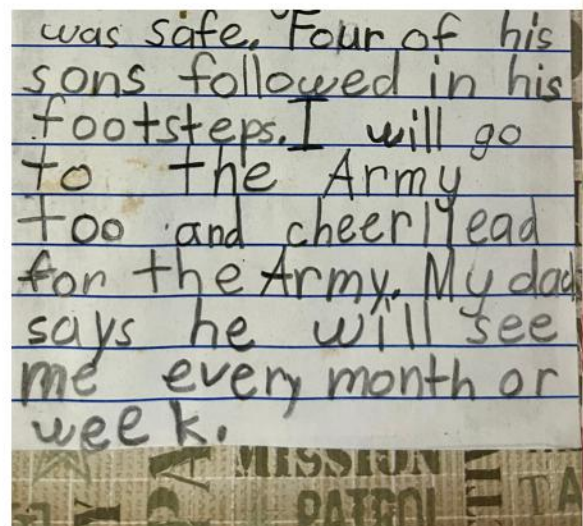 was safe. Four of his
sons followed in his
footsteps. I will go
to the Army
too and cheerllead
for the Army. My dad
says he will see
me every month or
week.
MISSION
PATROL